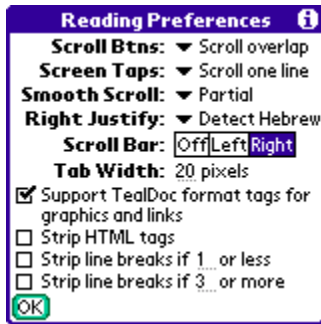 Reading Preferences i
Scroll Btns: Scroll overlap
Screen Taps: Scroll one line
Smooth Scroll: Partial
Right Justify: Detect Hebrew
Scroll Bar: Off Left Right
Tab Width: 20 pixels
Support TealDoc format tags for
graphics and links
Strip HTML tags
Strip line breaks if 1 or less
Strip line breaks if 3 or more
OK